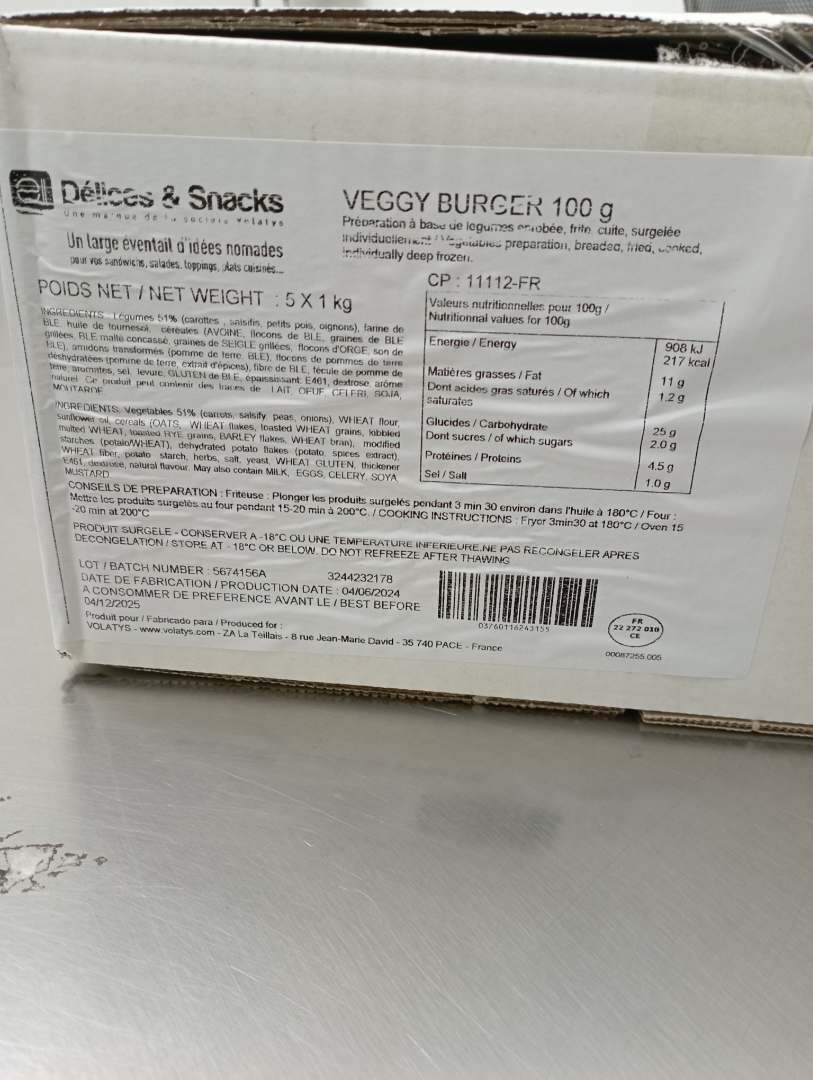 Délices & Snacks
Une marque de la société Volatys
Un large éventail d'idées nomades
pour vos sandwichs, salades, toppings, plats cuisinés...
VEGGY BURGER 100 g
Préparation à base de légumes enrobée, frite, cuite, surgelée
individuellement / Vegetables preparation, breaded, fried, cooked,
individually deep frozen.
POIDS NET / NET WEIGHT : 5 X 1 kg
CP : 11112-FR
INGREDIENTS Légumes 51% (carottes, salsifis, petits pois, oignons), farine de
BLE, huile de tournesol, céréales (AVOINE, flocons de BLE, graines de BLE
grillées, BLE malté concassé, graines de SEIGLE grillées, flocons d'ORGE, son de
BLE), amidons transformés (pomme de terre, BLE), flocons de pommes de terre
déshydratées (pomme de terre, extrait d'épices), fibre de BLE, fécule de pomme de
terre, aromates, sel, levure, GLUTEN de BLE, épaississant: E461, dextrose, arôme
naturel. Ce produit peut contenir des traces de : LAIT, OEUF, CELERI, SOJA,
MOUTARDE
INGREDIENTS: Vegetables 51% (carrots, salsify, peas, onions), WHEAT flour,
sunflower oil, cereals (OATS, WHEAT flakes, toasted WHEAT grains, kibbled
malted WHEAT, toasted RYE grains, BARLEY flakes, WHEAT bran), modified
starches (potato/WHEAT), dehydrated potato flakes (potato, spices extract),
WHEAT fiber, potato starch, herbs, salt, yeast, WHEAT GLUTEN, thickener
E461, dextrose, natural flavour. May also contain MILK, EGGS, CELERY, SOYA,
MUSTARD
Valeurs nutritionnelles pour 100g /
Nutritionnal values for 100g
Energie / Energy 908 kJ
217 kcal
Matières grasses / Fat 11 g
Dont acides gras saturés / Of which
saturates 1.2 g
Glucides / Carbohydrate 25 g
Dont sucres / of which sugars 2.0 g
Protéines / Proteins 4.5 g
Sel / Salt 1.0 g
CONSEILS DE PREPARATION : Friteuse : Plonger les produits surgelés pendant 3 min 30 environ dans l'huile à 180°C / Four :
Mettre les produits surgelés au four pendant 15-20 min à 200°C. / COOKING INSTRUCTIONS : Fryer 3min30 at 180°C / Oven 15
-20 min at 200°C
PRODUIT SURGELE - CONSERVER A -18°C OU UNE TEMPERATURE INFERIEURE.NE PAS RECONGELER APRES
DECONGELATION / STORE AT - 18°C OR BELOW. DO NOT REFREEZE AFTER THAWING
LOT / BATCH NUMBER : 5674156A 3244232178
DATE DE FABRICATION / PRODUCTION DATE : 04/06/2024
A CONSOMMER DE PREFERENCE AVANT LE / BEST BEFORE
04/12/2025
Produit pour / Fabricado para / Produced for :
VOLATYS - www.volatys.com - ZA La Teillais - 8 rue Jean-Marie David - 35 740 PACE - France
03760116243155
FR
22 272 010
CE
00087255 005